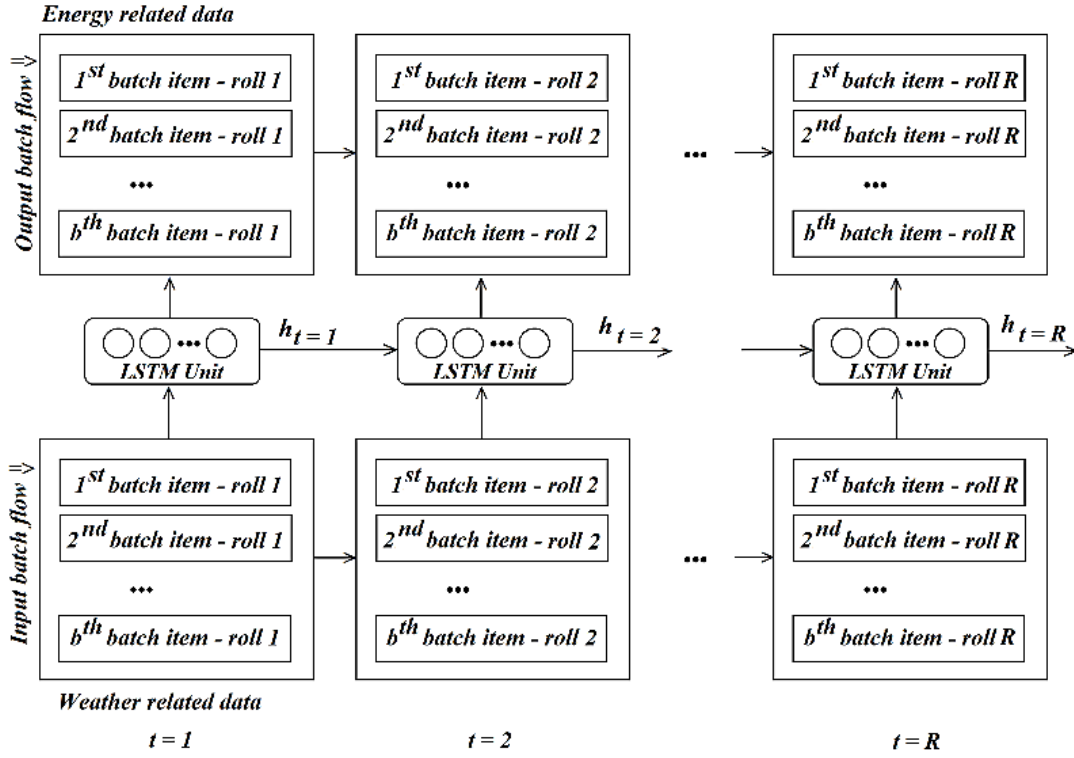 Energy related data
Output batch flow ⇒
1st batch item - roll 1
2nd batch item - roll 1
...
bth batch item - roll 1
1st batch item - roll 2
2nd batch item - roll 2
...
bth batch item - roll 2
...
1st batch item - roll R
2nd batch item - roll R
...
bth batch item - roll R
... LSTM Unit
h t = 1
... LSTM Unit
h t = 2
... LSTM Unit
h t = R
Input batch flow ⇒
1st batch item - roll 1
2nd batch item - roll 1
...
bth batch item - roll 1
1st batch item - roll 2
2nd batch item - roll 2
...
bth batch item - roll 2
...
1st batch item - roll R
2nd batch item - roll R
...
bth batch item - roll R
Weather related data
t = 1
t = 2
t = R